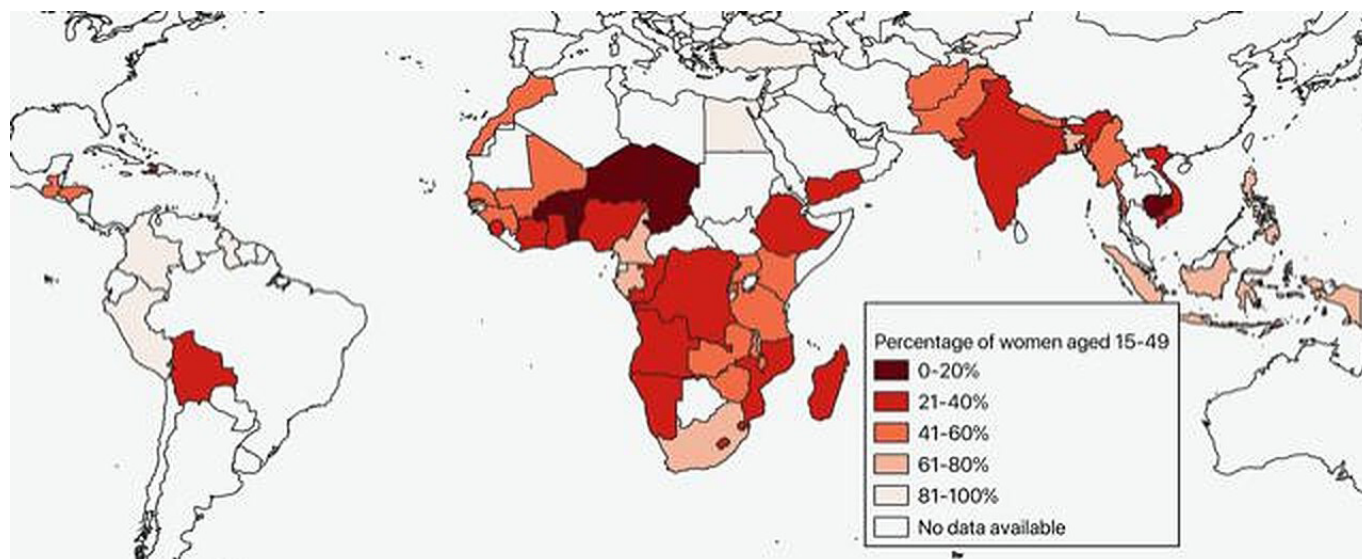 Percentage of women aged 15-49
0-20%
21-40%
41-60%
61-80%
81-100%
No data available